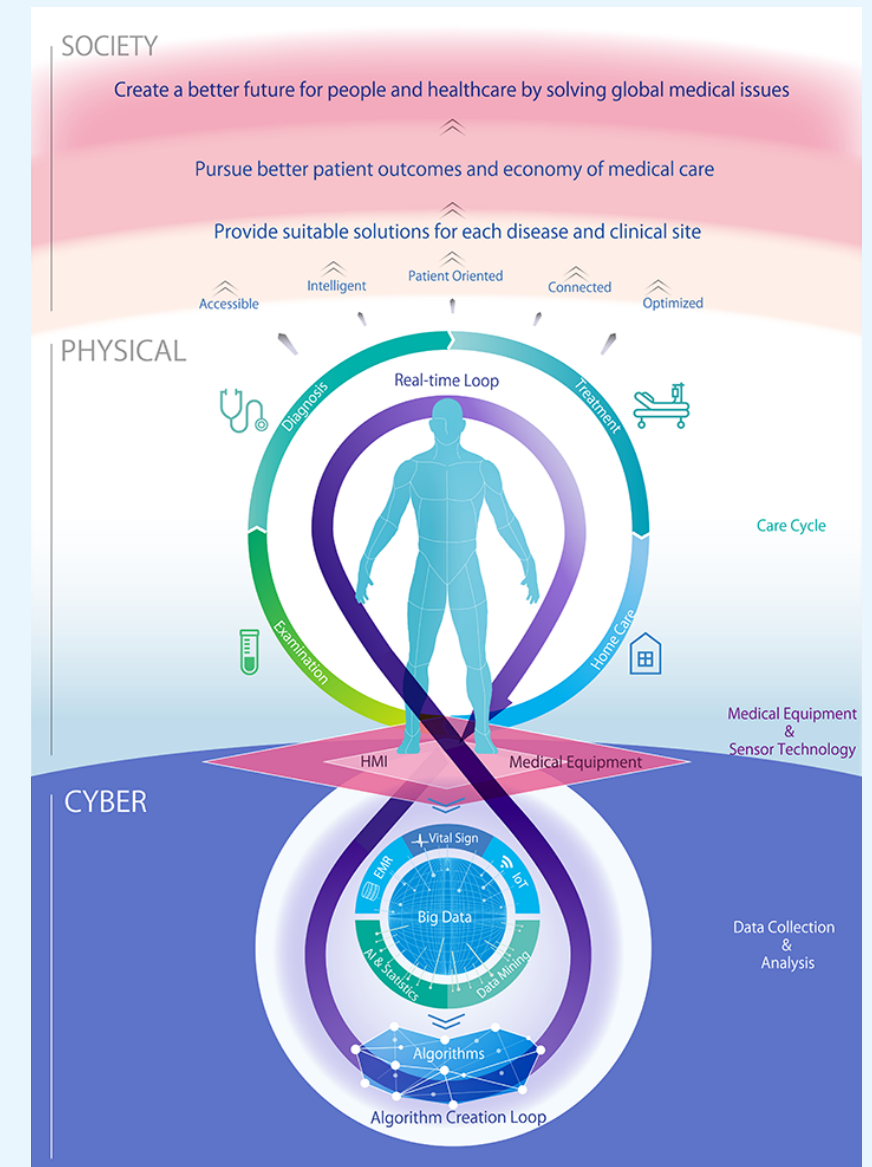 SOCIETY
Create a better future for people and healthcare by solving global medical issues
Pursue better patient outcomes and economy of medical care
Provide suitable solutions for each disease and clinical site
Accessible
Intelligent
Patient Oriented
Connected
Optimized
PHYSICAL
Real-time Loop
Diagnosis
Treatment
Care Cycle
Examination
Home Care
Medical Equipment
&
Sensor Technology
HMI
Medical Equipment
CYBER
Vital Sign
EMR
IoT
Big Data
AI & Statistics
Data Mining
Data Collection
&
Analysis
Algorithms
Algorithm Creation Loop